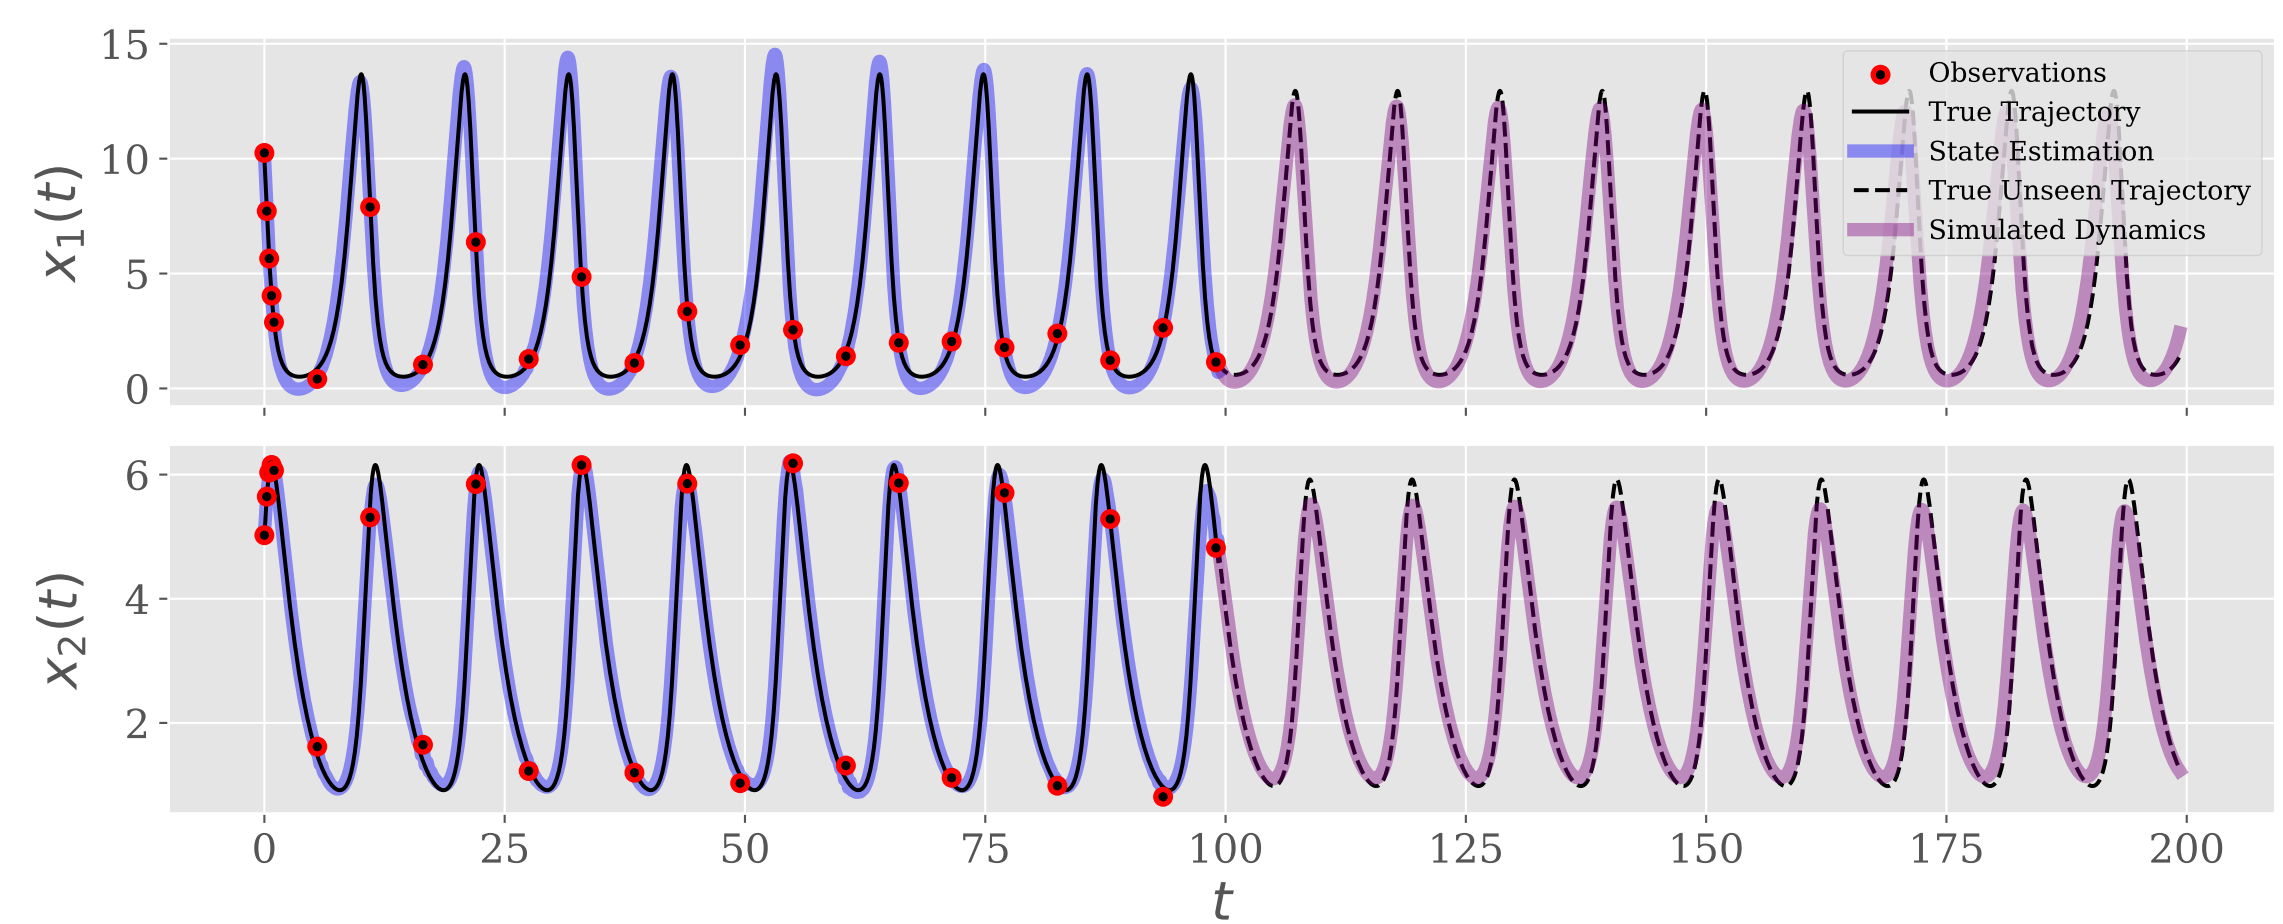 15
10
5
0
x₁(t)
Observations
True Trajectory
State Estimation
True Unseen Trajectory
Simulated Dynamics
6
4
2
x₂(t)
0 25 50 75 100 125 150 175 200
t